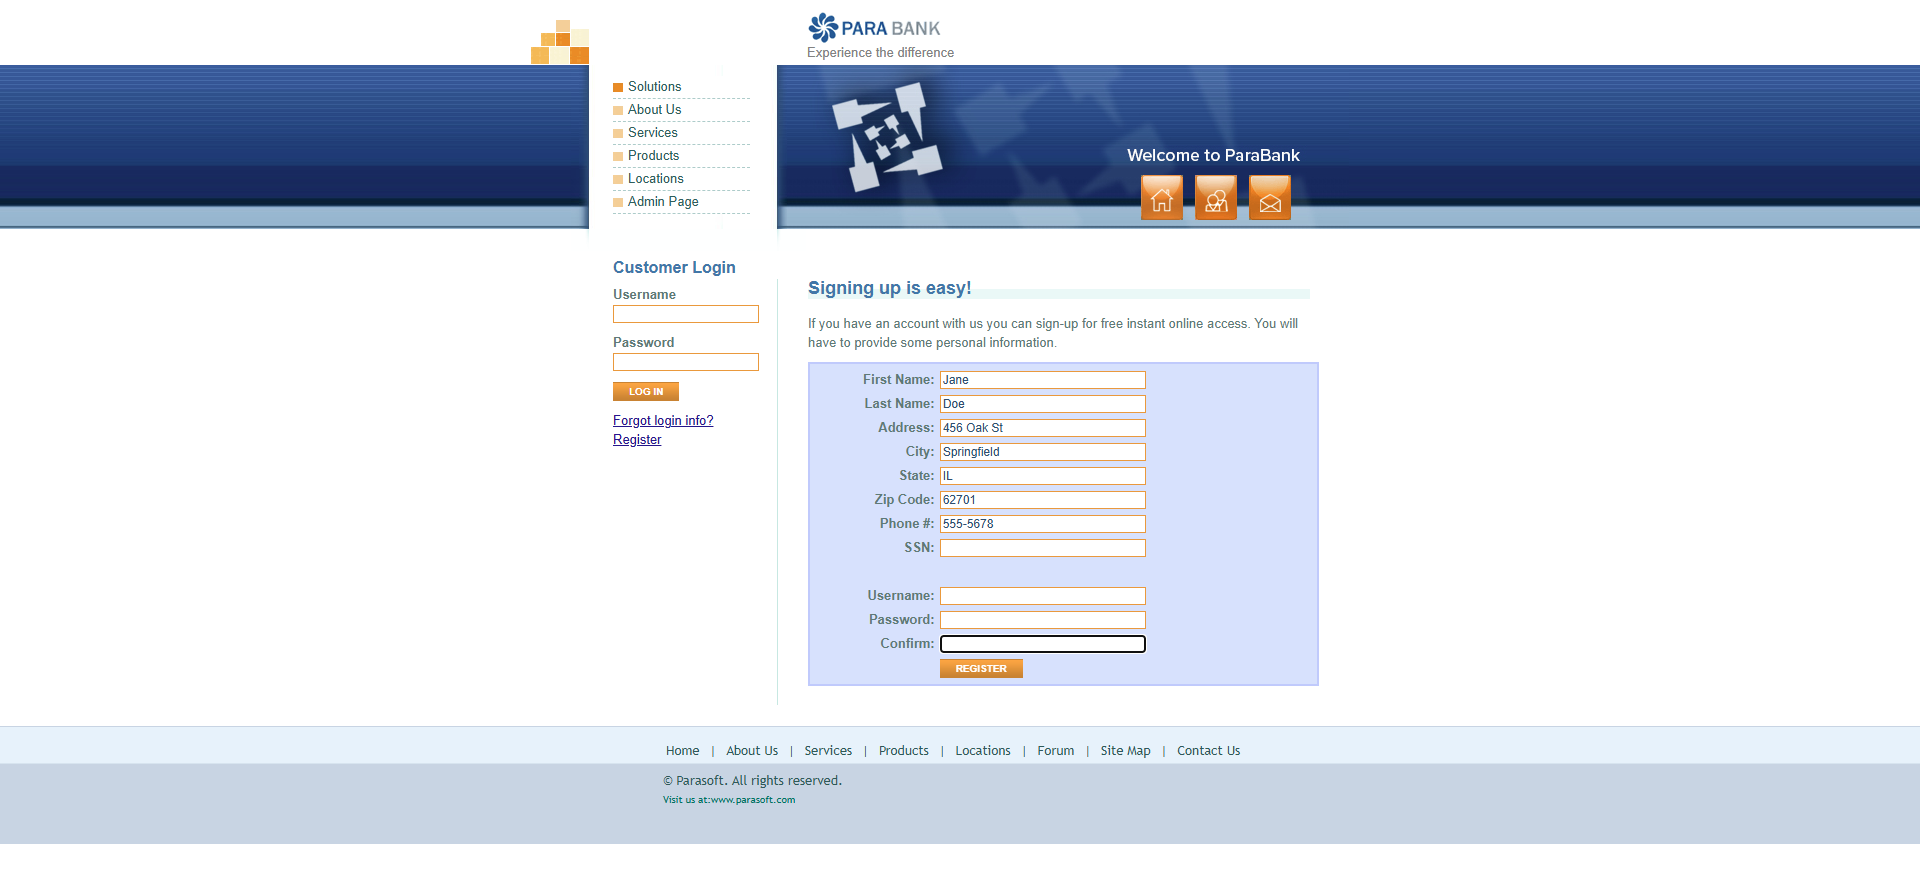 PARA BANK
Experience the difference
Solutions
About Us
Services
Products
Locations
Admin Page
Welcome to ParaBank
Customer Login
Username
Password
LOG IN
Forgot login info?
Register
Signing up is easy!
If you have an account with us you can sign-up for free instant online access. You will
have to provide some personal information.
First Name: Jane
Last Name: Doe
Address: 456 Oak St
City: Springfield
State: IL
Zip Code: 62701
Phone #: 555-5678
SSN:
Username:
Password:
Confirm:
REGISTER
Home | About Us | Services | Products | Locations | Forum | Site Map | Contact Us
© Parasoft. All rights reserved.
Visit us at:www.parasoft.com